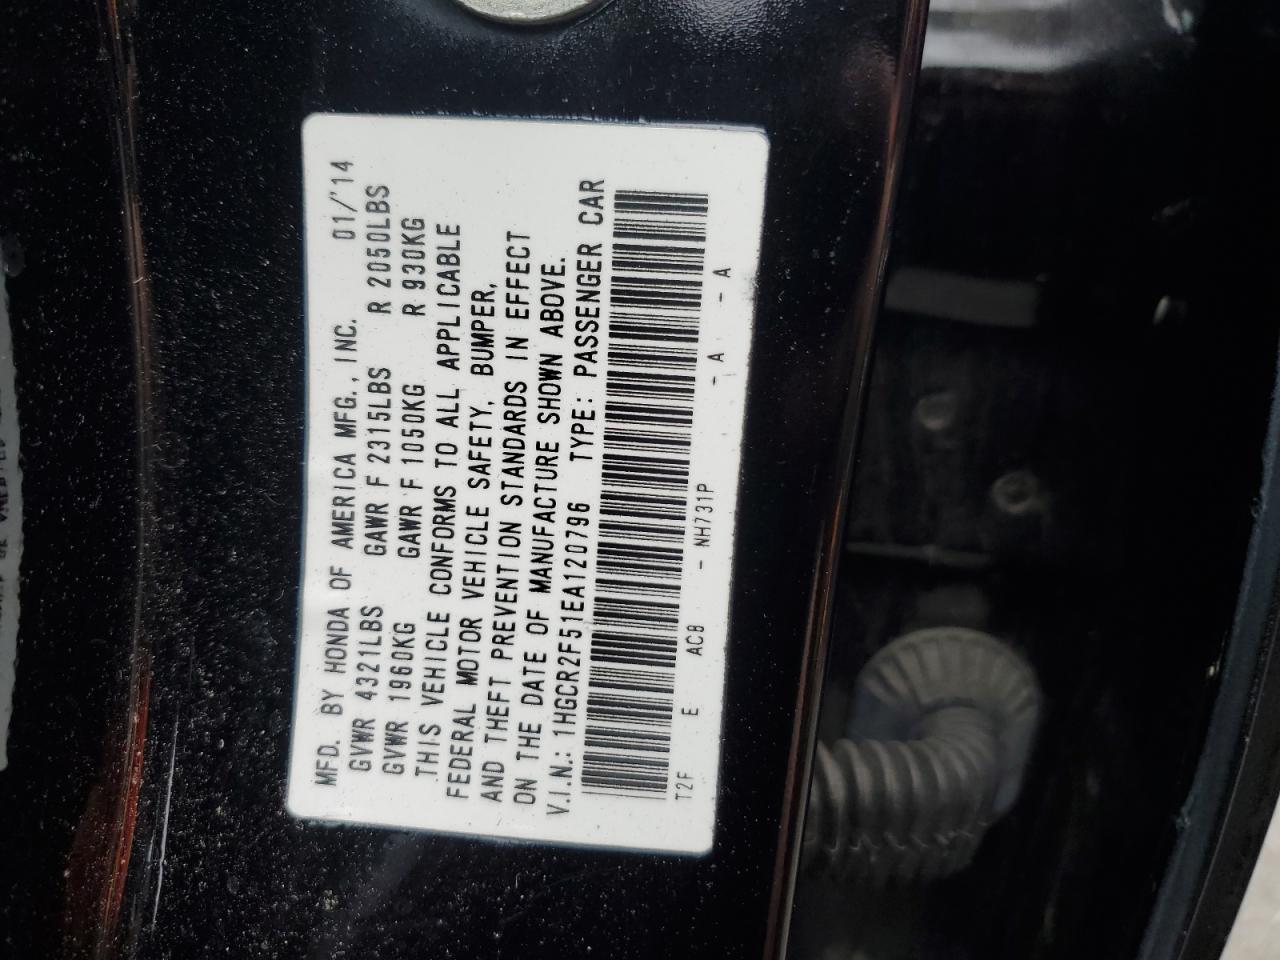 MFD. BY HONDA OF AMERICA MFG., INC. 01/'14
GVWR 4321LBS GAWR F 2315LBS R 2050LBS
GVWR 1960KG GAWR F 1050KG R 930KG
THIS VEHICLE CONFORMS TO ALL APPLICABLE
FEDERAL MOTOR VEHICLE SAFETY, BUMPER,
AND THEFT PREVENTION STANDARDS IN EFFECT
ON THE DATE OF MANUFACTURE SHOWN ABOVE.
V.I.N.: 1HGCR2F51EA120796 TYPE: PASSENGER CAR
T2F E AC8 - NH731P - A - A